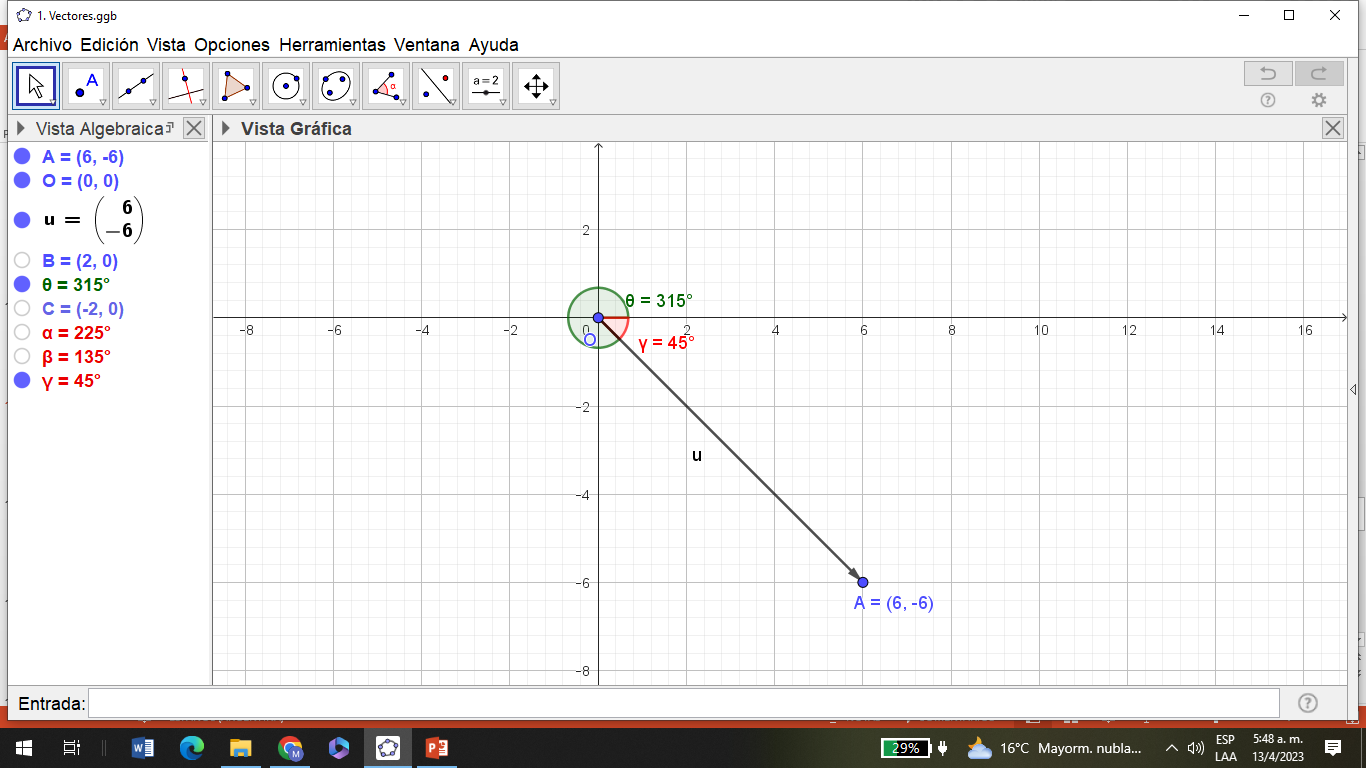 1. Vectores.ggb
Archivo Edición Vista Opciones Herramientas Ventana Ayuda
A
α
a = 2
Vista Algebraica
Vista Gráfica
A = (6, -6)
O = (0, 0)
u = ( 6
−6 )
B = (2, 0)
θ = 315°
C = (-2, 0)
α = 225°
β = 135°
γ = 45°
2
θ = 315°
-8 -6 -4 -2 0 2 4 6 8 10 12 14 16
O
γ = 45°
-2
u
-4
-6
A = (6, -6)
-8
Entrada:
29%
16°C Mayorm. nubla...
ESP
LAA
5:48 a. m.
13/4/2023